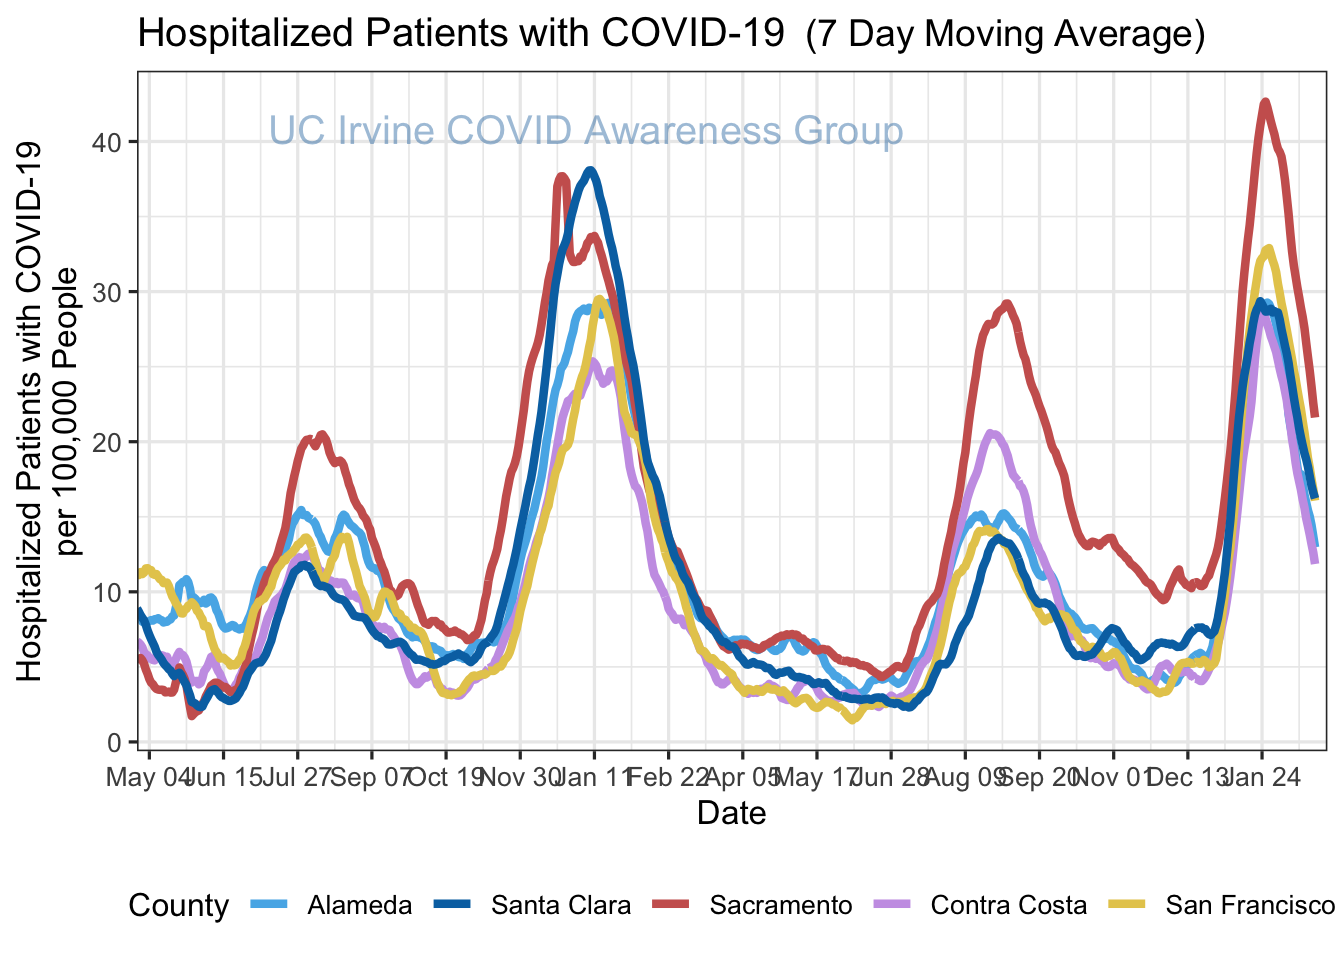 Hospitalized Patients with COVID-19 (7 Day Moving Average)
UC Irvine COVID Awareness Group
Hospitalized Patients with COVID-19
per 100,000 People
40
30
20
10
0
May 04 Jun 15 Jul 27 Sep 07 Oct 19 Nov 30 Jan 11 Feb 22 Apr 05 May 17 Jun 28 Aug 09 Sep 20 Nov 01 Dec 13 Jan 24
Date
County Alameda Santa Clara Sacramento Contra Costa San Francisco